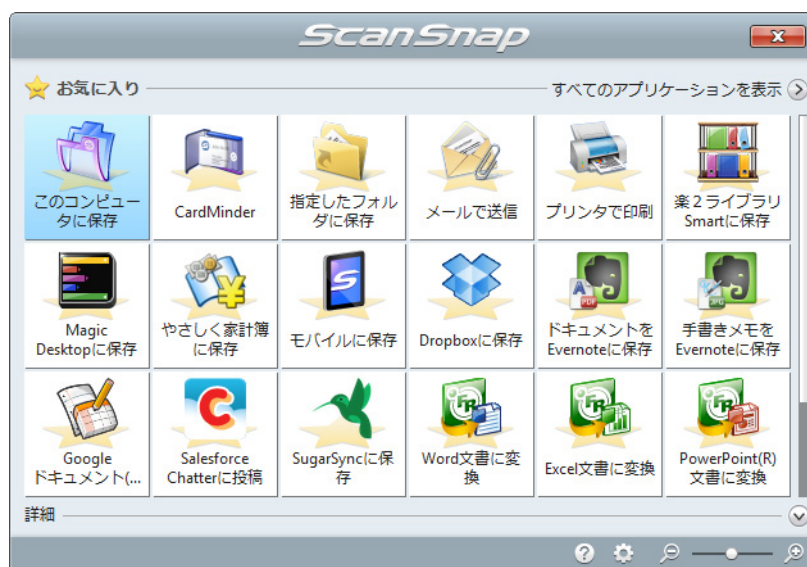 ScanSnap
お気に入り
すべてのアプリケーションを表示
このコンピュー
タに保存
CardMinder
指定したフォル
ダに保存
メールで送信
プリンタで印刷
楽２ライブラリ
Smartに保存
Magic
Desktopに保存
やさしく家計簿
に保存
モバイルに保存
Dropboxに保存
ドキュメントを
Evernoteに保存
手書きメモを
Evernoteに保存
Google
ドキュメント(...
Salesforce
Chatterに投稿
SugarSyncに保
存
Word文書に変
換
Excel文書に変換
PowerPoint(R)
文書に変換
詳細